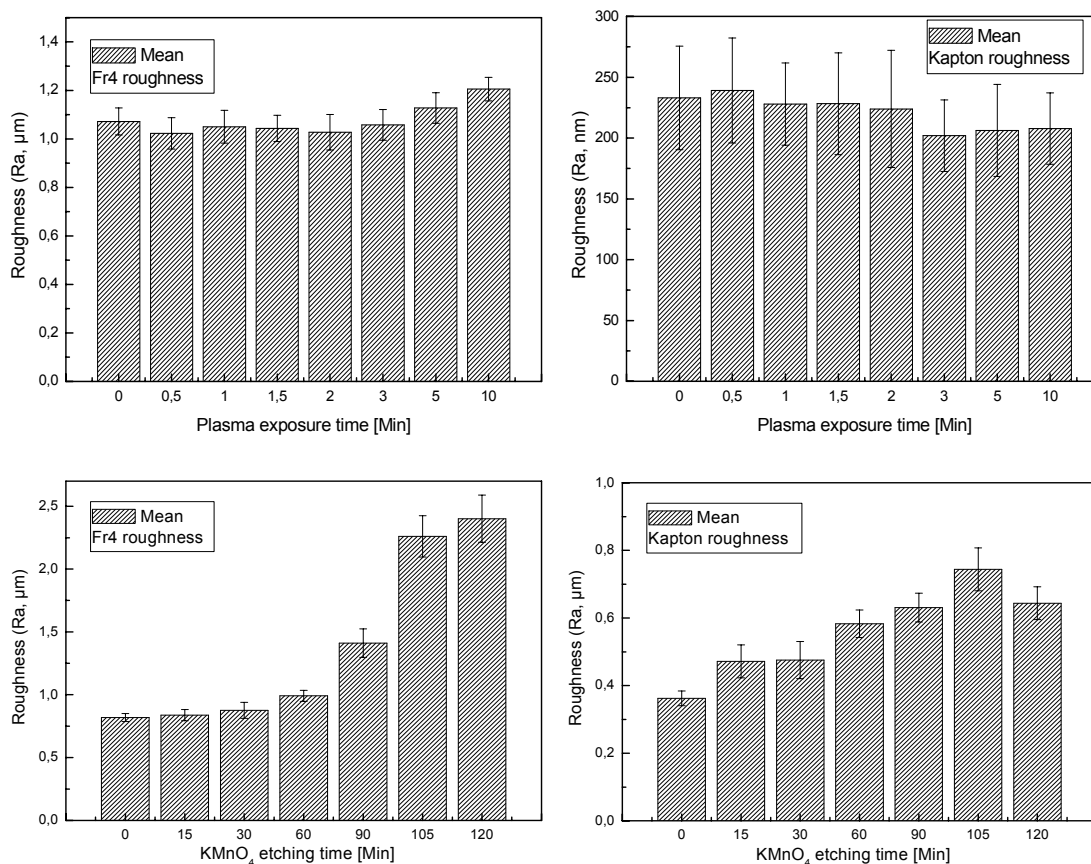 1,4
1,2
1,0
0,8
0,6
0,4
0,2
0,0
Roughness (Ra, µm)
Mean
Fr4 roughness
0 0,5 1 1,5 2 3 5 10
Plasma exposure time [Min]
300
250
200
150
100
50
0
Roughness (Ra, nm)
Mean
Kapton roughness
0 0,5 1 1,5 2 3 5 10
Plasma exposure time [Min]
2,5
2,0
1,5
1,0
0,5
0,0
Roughness (Ra, µm)
Mean
Fr4 roughness
0 15 30 60 90 105 120
KMnO₄ etching time [Min]
1,0
0,8
0,6
0,4
0,2
0,0
Roughness (Ra, µm)
Mean
Kapton roughness
0 15 30 60 90 105 120
KMnO₄ etching time [Min]